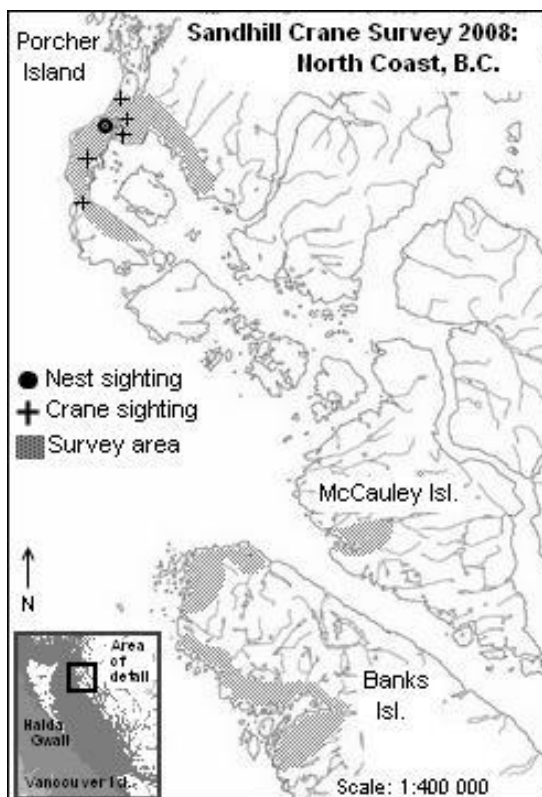 Porcher
Island
Sandhill Crane Survey 2008:
North Coast, B.C.
Nest sighting
Crane sighting
Survey area
McCauley Isl.
N
Banks
Isl.
Area
of
detail
Haida
Gwaii
Vancouver Isl.
Scale: 1:400 000